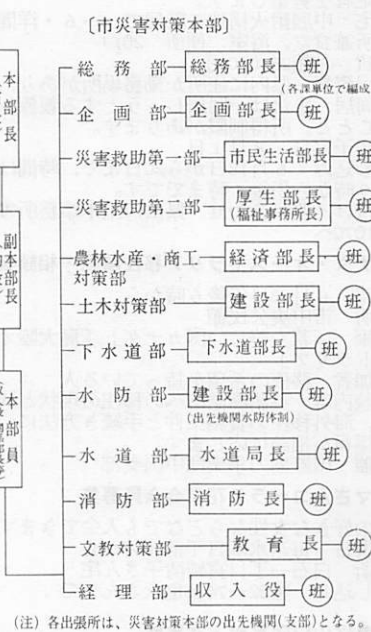 〔市災害対策本部〕
本部長
副本部長
本部員
総務部 総務部長 班
(各課単位で編成
企画部 企画部長 班
災害救助第一部 市民生活部長 班
災害救助第二部 厚生部長 班
(福祉事務所長)
農林水産・商工 経済部長 班
対策部
土木対策部 建設部長 班
下水道部 下水道部長 班
水防部 建設部長 班
(出先機関水防体制)
水道部 水道局長 班
消防部 消防長 班
文教対策部 教育長 班
経理部 収入役 班
(注) 各出張所は、災害対策本部の出先機関(支部)となる。